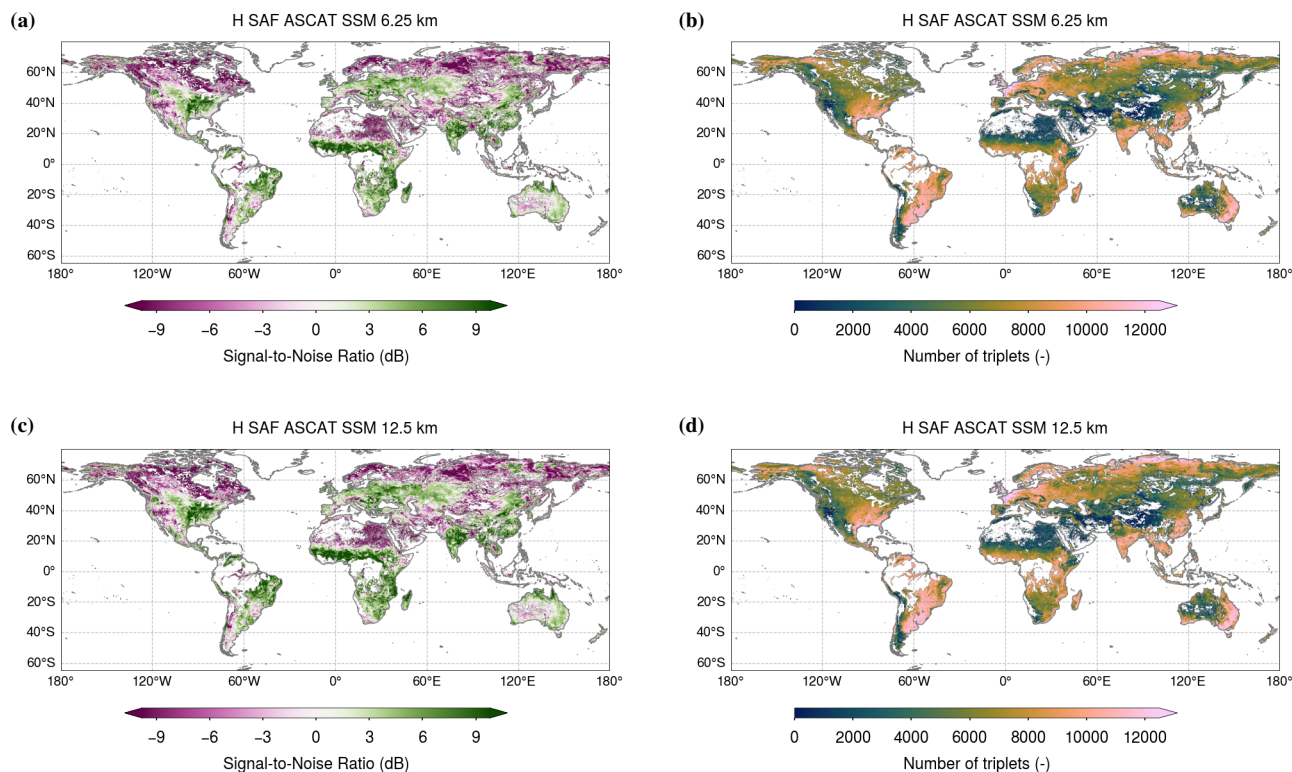 (a)
H SAF ASCAT SSM 6.25 km
60°N
40°N
20°N
0°
20°S
40°S
60°S
180° 120°W 60°W 0° 60°E 120°E 180°
−9 −6 −3 0 3 6 9
Signal-to-Noise Ratio (dB)
(b)
H SAF ASCAT SSM 6.25 km
60°N
40°N
20°N
0°
20°S
40°S
60°S
180° 120°W 60°W 0° 60°E 120°E 180°
0 2000 4000 6000 8000 10000 12000
Number of triplets (-)
(c)
H SAF ASCAT SSM 12.5 km
60°N
40°N
20°N
0°
20°S
40°S
60°S
180° 120°W 60°W 0° 60°E 120°E 180°
−9 −6 −3 0 3 6 9
Signal-to-Noise Ratio (dB)
(d)
H SAF ASCAT SSM 12.5 km
60°N
40°N
20°N
0°
20°S
40°S
60°S
180° 120°W 60°W 0° 60°E 120°E 180°
0 2000 4000 6000 8000 10000 12000
Number of triplets (-)